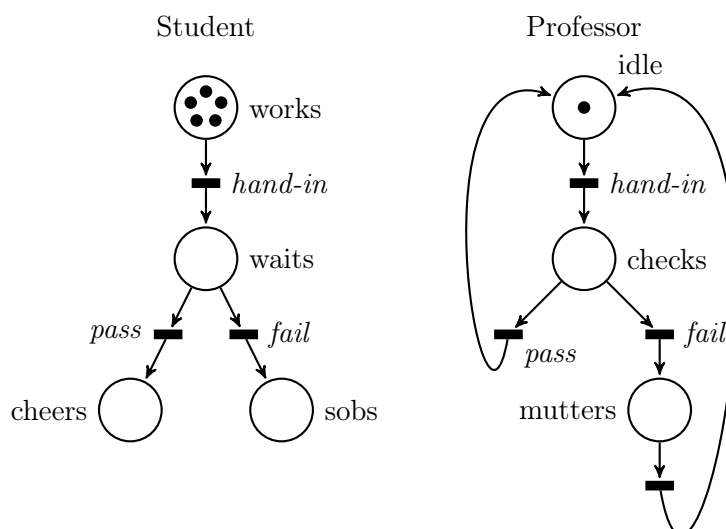 Student
works
hand-in
waits
pass
fail
cheers
sobs
Professor
idle
hand-in
checks
pass
fail
mutters